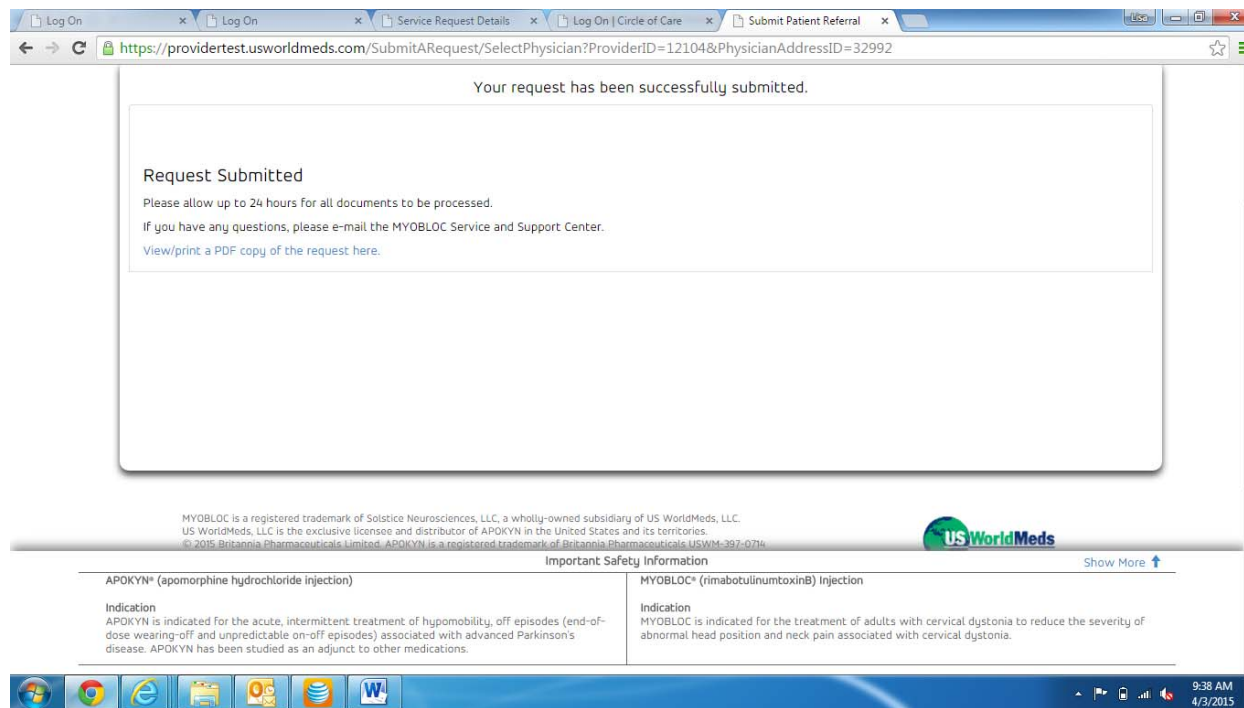 Log On
Log On
Service Request Details
Log On | Circle of Care
Submit Patient Referral
Lisa
https://providertest.usworldmeds.com/SubmitARequest/SelectPhysician?ProviderID=12104&PhysicianAddressID=32992
Your request has been successfully submitted.
Request Submitted
Please allow up to 24 hours for all documents to be processed.
If you have any questions, please e-mail the MYOBLOC Service and Support Center.
View/print a PDF copy of the request here.
MYOBLOC is a registered trademark of Solstice Neurosciences, LLC, a wholly-owned subsidiary of US WorldMeds, LLC.
US WorldMeds, LLC is the exclusive licensee and distributor of APOKYN in the United States and its territories.
© 2015 Britannia Pharmaceuticals Limited. APOKYN is a registered trademark of Britannia Pharmaceuticals USWM-397-0714
US WorldMeds
Important Safety Information
Show More
APOKYN® (apomorphine hydrochloride injection)
Indication
APOKYN is indicated for the acute, intermittent treatment of hypomobility, off episodes (end-of-
dose wearing-off and unpredictable on-off episodes) associated with advanced Parkinson's
disease. APOKYN has been studied as an adjunct to other medications.
MYOBLOC® (rimabotulinumtoxinB) Injection
Indication
MYOBLOC is indicated for the treatment of adults with cervical dystonia to reduce the severity of
abnormal head position and neck pain associated with cervical dystonia.
9:38 AM
4/3/2015